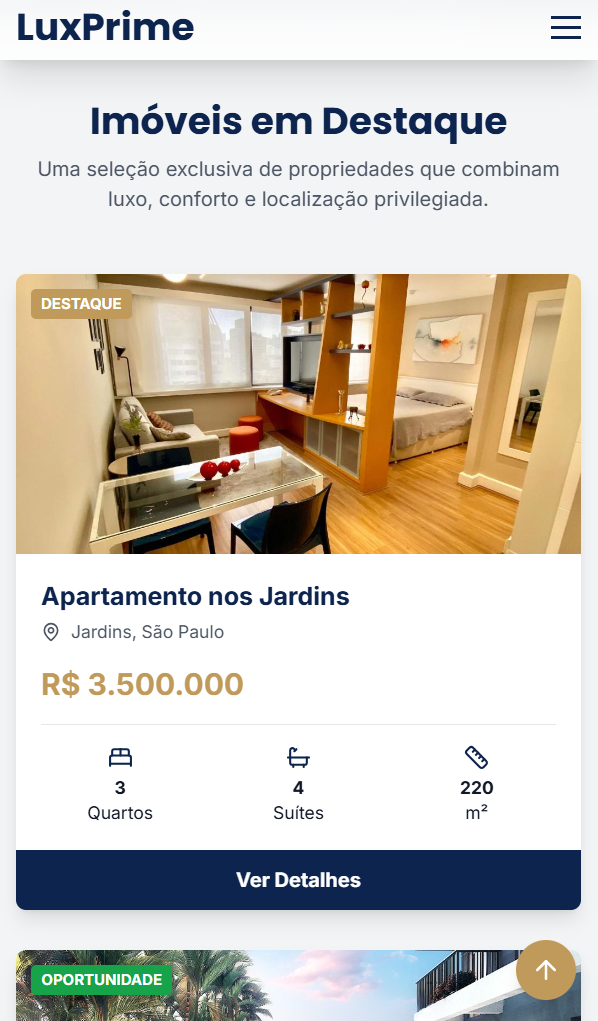 LuxPrime
Imóveis em Destaque
Uma seleção exclusiva de propriedades que combinam
luxo, conforto e localização privilegiada.
DESTAQUE
Apartamento nos Jardins
Jardins, São Paulo
R$ 3.500.000
3
Quartos
4
Suítes
220
m²
Ver Detalhes
OPORTUNIDADE